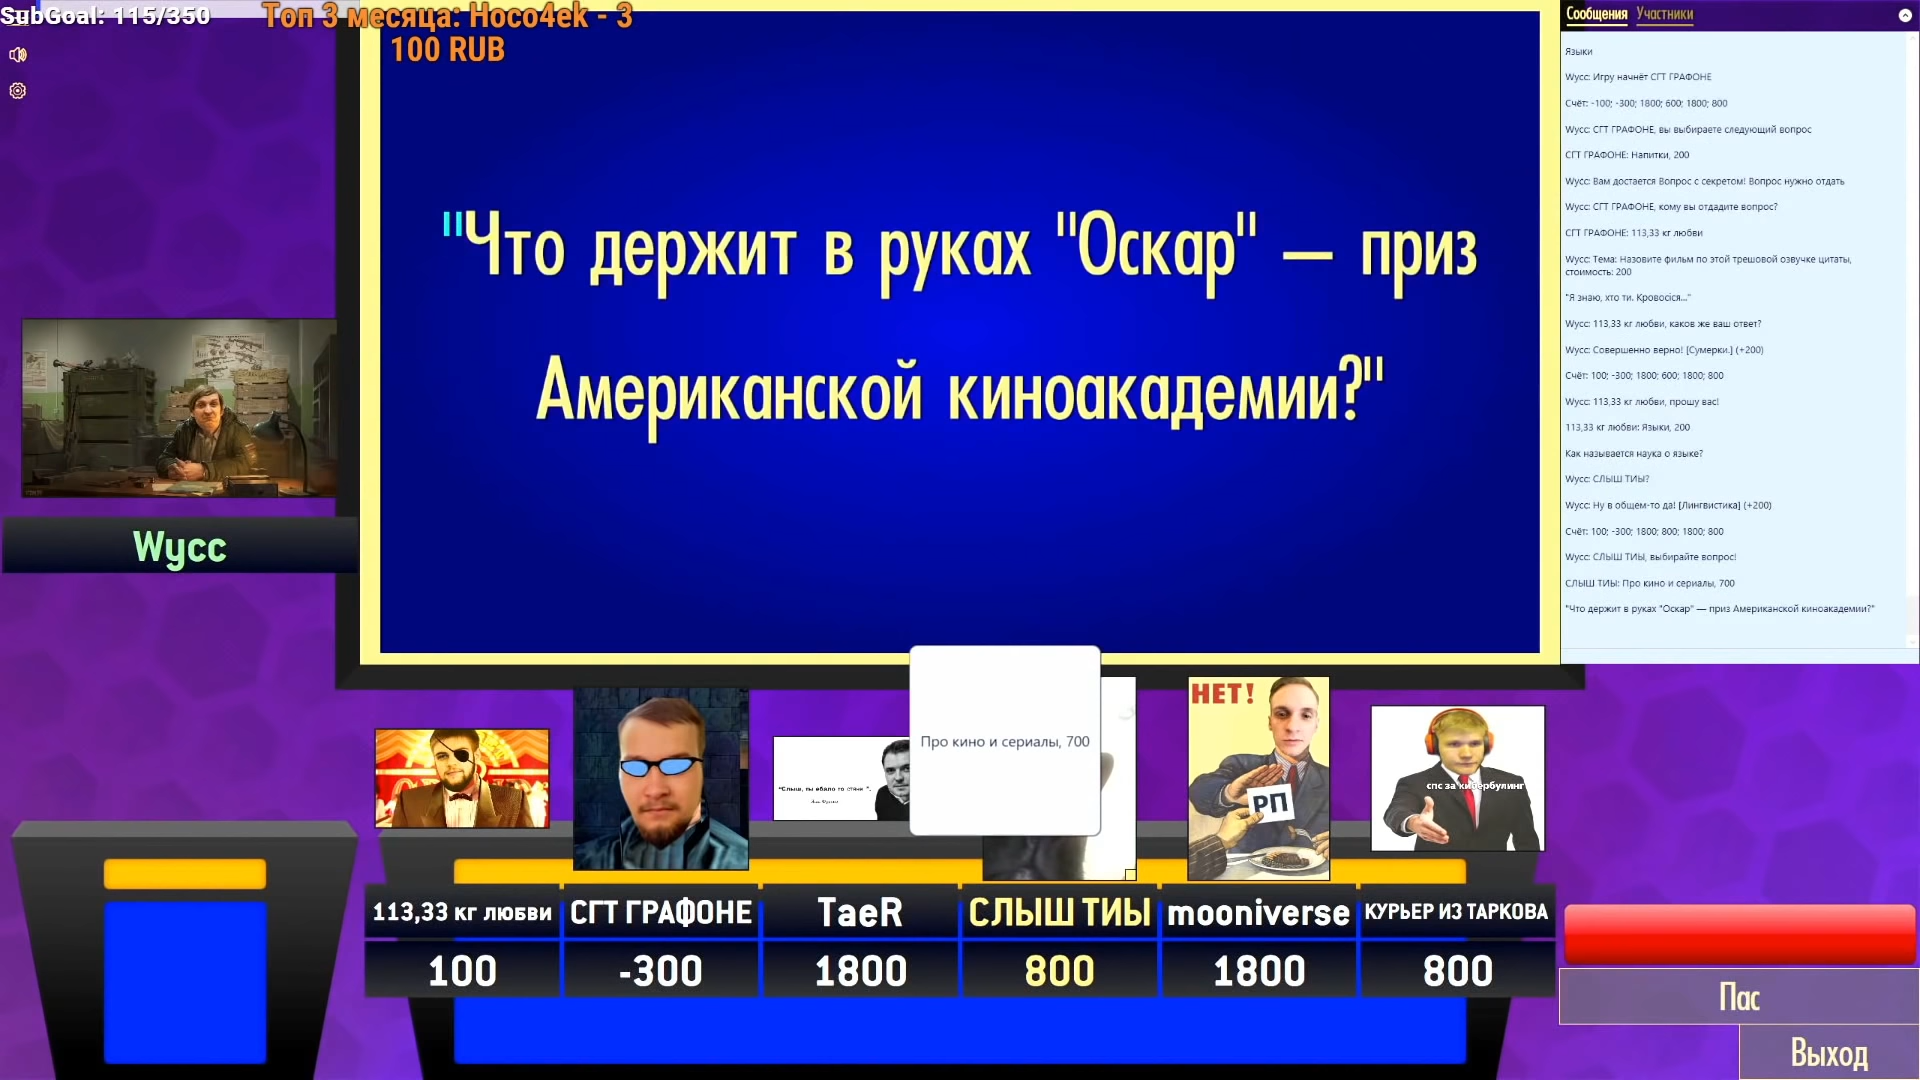 SubGoal: 115/350
Топ 3 месяца: Hoco4ek - 3
100 RUB
"Что держит в руках "Оскар" — приз
Американской киноакадемии?"
Wycc
Сообщения Участники
Языки
Wycc: Игру начнёт СГТ ГРАФОНЕ
Счёт: -100; -300; 1800; 600; 1800; 800
Wycc: СГТ ГРАФОНЕ, вы выбираете следующий вопрос
СГТ ГРАФОНЕ: Напитки, 200
Wycc: Вам достается Вопрос с секретом! Вопрос нужно отдать
Wycc: СГТ ГРАФОНЕ, кому вы отдадите вопрос?
СГТ ГРАФОНЕ: 113,33 кг любви
Wycc: Тема: Назовите фильм по этой трешовой озвучке цитаты,
стоимость: 200
"Я знаю, хто ти. Кровосіся..."
Wycc: 113,33 кг любви, каков же ваш ответ?
Wycc: Совершенно верно! [Сумерки.] (+200)
Счёт: 100; -300; 1800; 600; 1800; 800
Wycc: 113,33 кг любви, прошу вас!
113,33 кг любви: Языки, 200
Как называется наука о языке?
Wycc: СЛЫШ ТИЫ?
Wycc: Ну в общем-то да! [Лингвистика] (+200)
Счёт: 100; -300; 1800; 800; 1800; 800
Wycc: СЛЫШ ТИЫ, выбирайте вопрос!
СЛЫШ ТИЫ: Про кино и сериалы, 700
"Что держит в руках "Оскар" — приз Американской киноакадемии?"
Про кино и сериалы, 700
НЕТ!
РП
спс за кибербулинг
"Слыш, ты ебало то стяни".
113,33 кг любви
СГТ ГРАФОНЕ
TaeR
СЛЫШ ТИЫ
mooniverse
КУРЬЕР ИЗ ТАРКОВА
100
-300
1800
800
1800
800
Пас
Выход